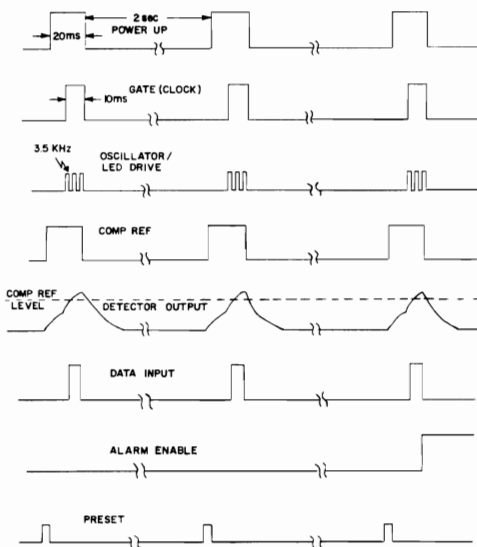 2 sec
20ms
POWER UP
GATE (CLOCK)
10ms
3.5 KHz
OSCILLATOR/
LED DRIVE
COMP REF
COMP REF
LEVEL
DETECTOR OUTPUT
DATA INPUT
ALARM ENABLE
PRESET